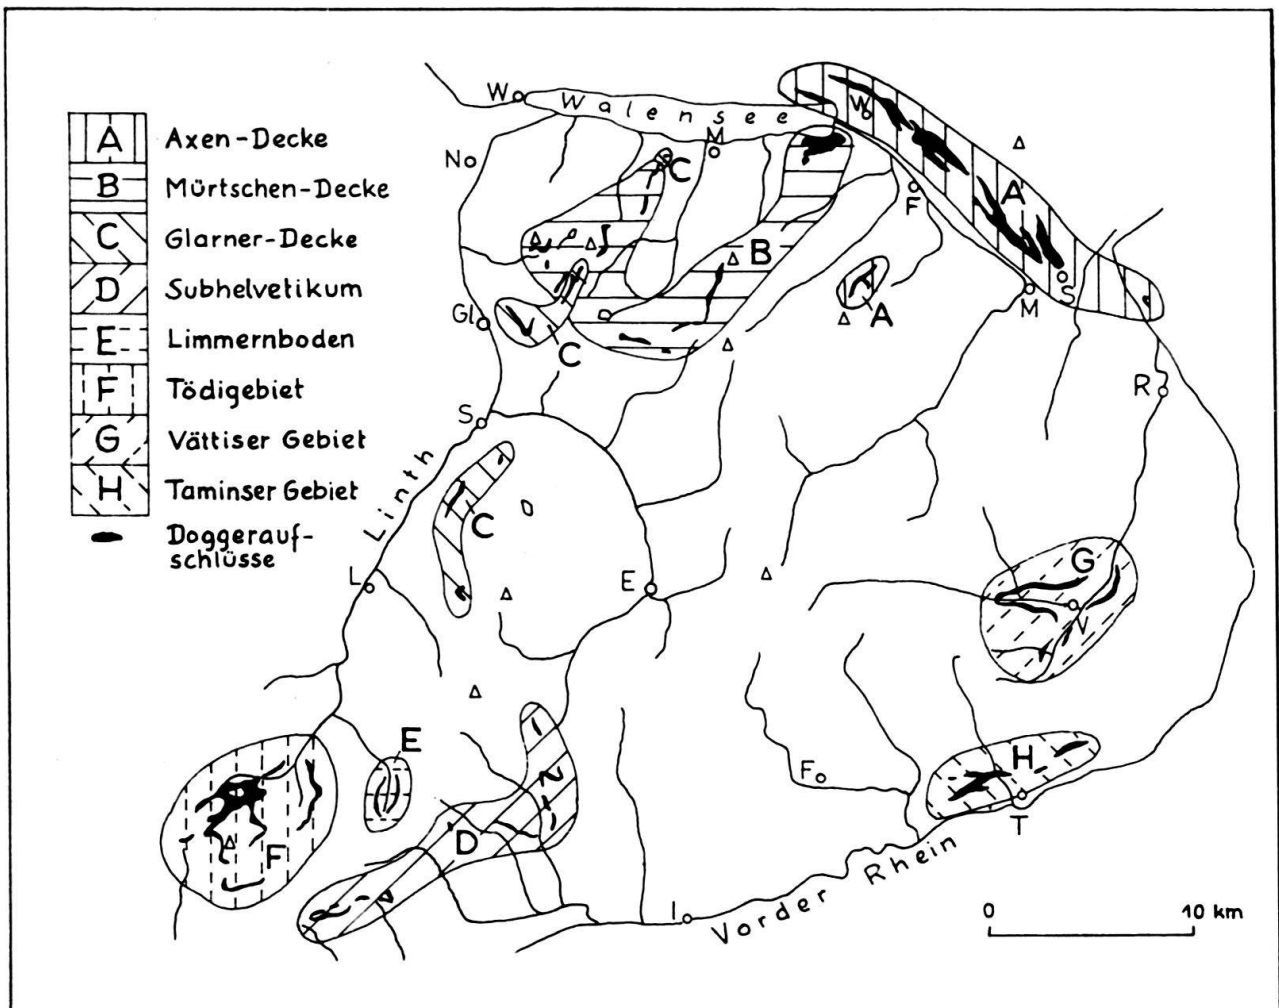 A Axen-Decke
B Mürtschen-Decke
C Glarner-Decke
D Subhelvetikum
E Limmernboden
F Tödigebiet
G Vättiser Gebiet
H Taminser Gebiet
Doggerauf-
schlüsse
W
Walensee
W
M
No
C
A
F
B
A
S
M
Gl
C
R
S
Linth
C
L
E
G
V
E
H
F
T
D
F
I
Vorder Rhein
0 10 km